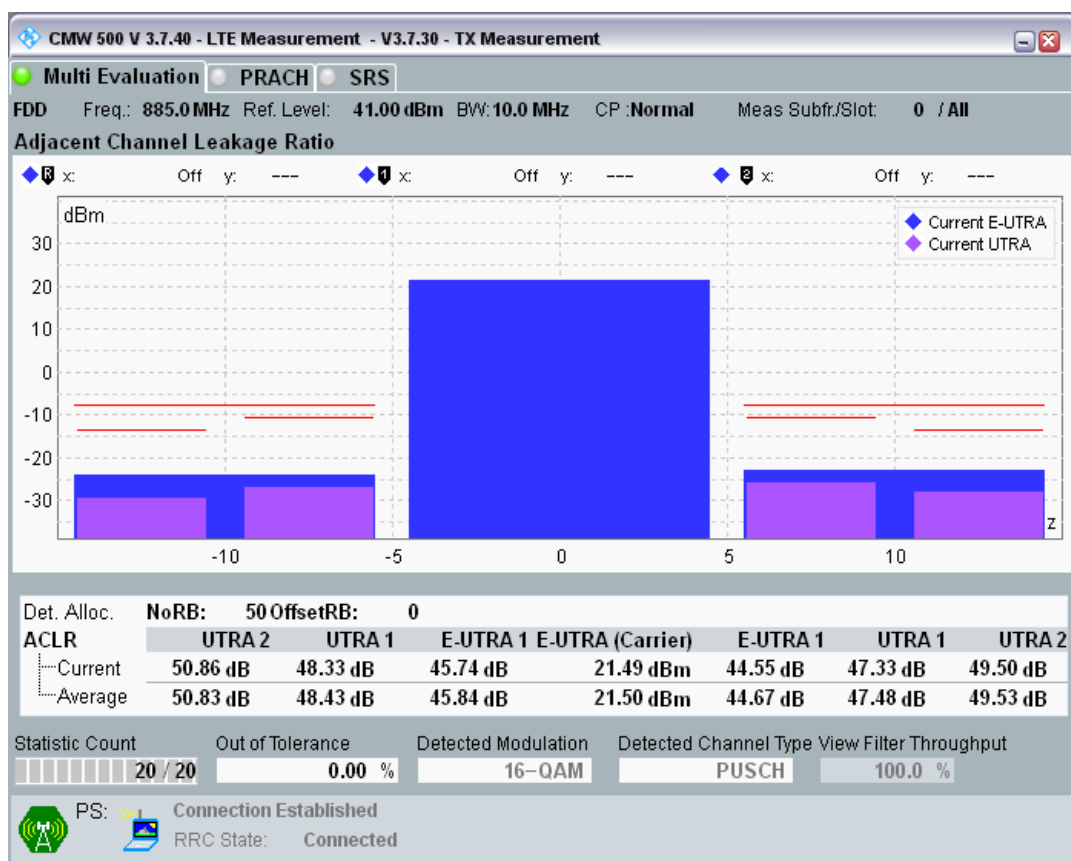 CMW 500 V 3.7.40 - LTE Measurement - V3.7.30 - TX Measurement
Multi Evaluation PRACH SRS
FDD Freq.: 885.0 MHz Ref. Level: 41.00 dBm BW: 10.0 MHz CP :Normal Meas Subfr./Slot: 0 / All
Adjacent Channel Leakage Ratio
R x: Off y: --- 1 x: Off y: --- 2 x: Off y: ---
dBm
Current E-UTRA
Current UTRA
30
20
10
0
-10
-20
-30
z
-10 -5 0 5 10
Det. Alloc. NoRB: 50 OffsetRB: 0
ACLR UTRA 2 UTRA 1 E-UTRA 1 E-UTRA (Carrier) E-UTRA 1 UTRA 1 UTRA 2
Current 50.86 dB 48.33 dB 45.74 dB 21.49 dBm 44.55 dB 47.33 dB 49.50 dB
Average 50.83 dB 48.43 dB 45.84 dB 21.50 dBm 44.67 dB 47.48 dB 49.53 dB
Statistic Count Out of Tolerance Detected Modulation Detected Channel Type View Filter Throughput
20 / 20 0.00 % 16-QAM PUSCH 100.0 %
PS: Connection Established
RRC State: Connected